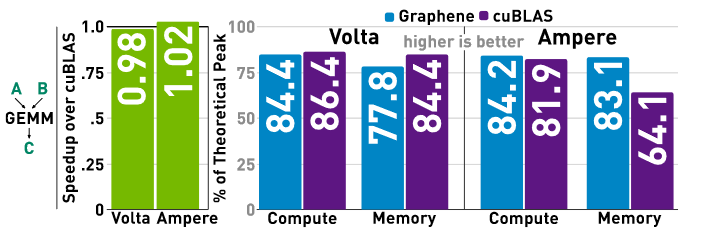 A B
GEMM
C
Speedup over cuBLAS
1.0
.75
.5
.25
0
0.98
1.02
Volta Ampere
% of Theoretical Peak
100
75
50
25
0
Graphene cuBLAS
Volta higher is better Ampere
84.4
86.4
77.8
84.4
84.2
81.9
83.1
64.1
Compute Memory Compute Memory